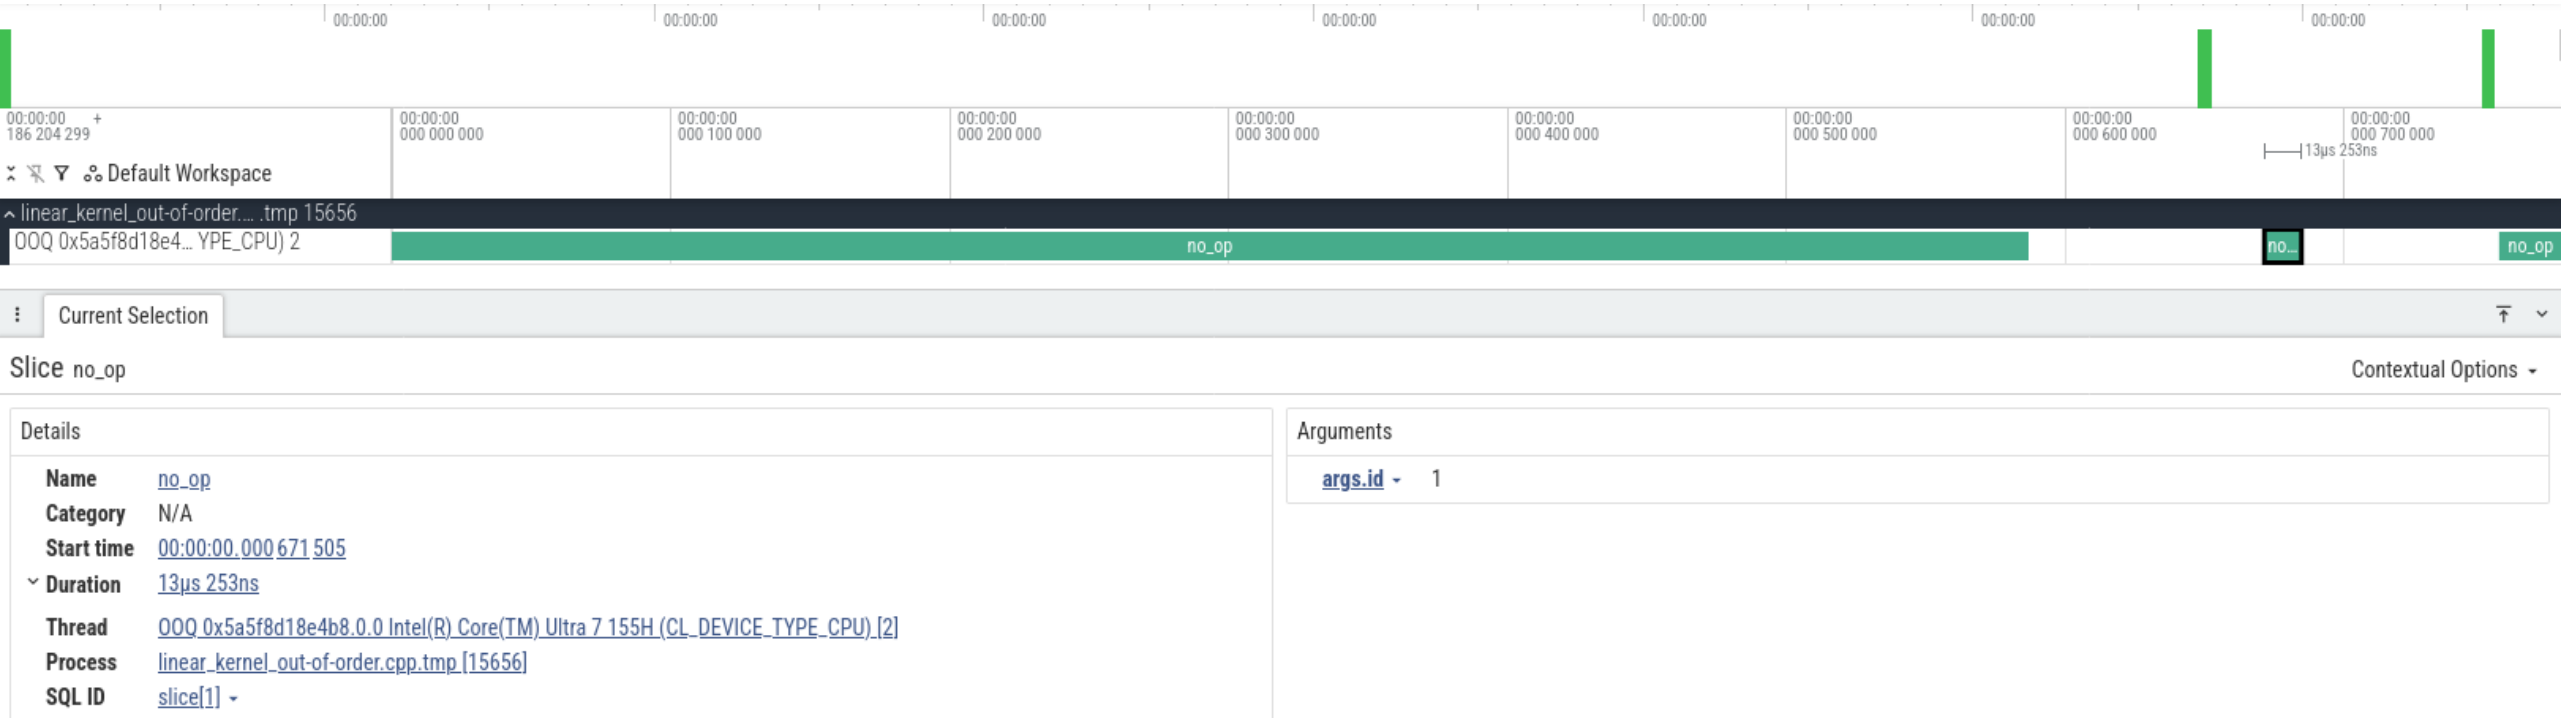 00:00:00 00:00:00 00:00:00 00:00:00 00:00:00 00:00:00 00:00:00
00:00:00 + 00:00:00 00:00:00 00:00:00 00:00:00 00:00:00 00:00:00 00:00:00 00:00:00
186 204 299 000 000 000 000 100 000 000 200 000 000 300 000 000 400 000 000 500 000 000 600 000 000 700 000
13µs 253ns
Default Workspace
linear_kernel_out-of-order.... .tmp 15656
OOQ 0x5a5f8d18e4... YPE_CPU) 2 no_op no... no_op
Current Selection
Slice no_op Contextual Options
Details Arguments
Name no_op args.id 1
Category N/A
Start time 00:00:00.000 671 505
Duration 13µs 253ns
Thread OOQ 0x5a5f8d18e4b8.0.0 Intel(R) Core(TM) Ultra 7 155H (CL_DEVICE_TYPE_CPU) [2]
Process linear_kernel_out-of-order.cpp.tmp [15656]
SQL ID slice[1]